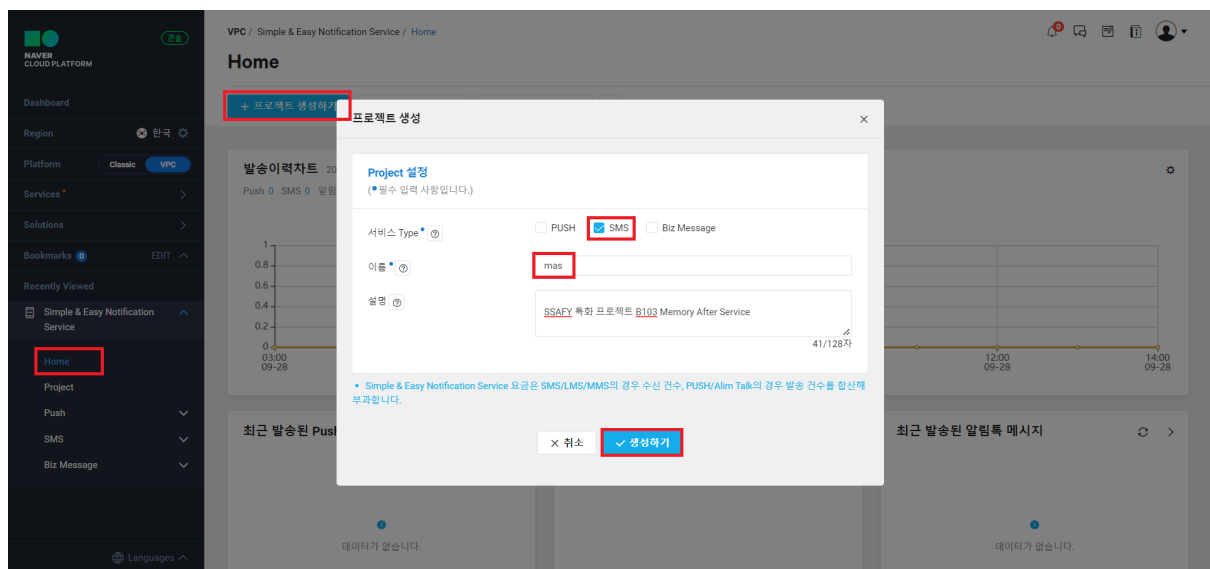 NAVER
CLOUD PLATFORM
콘솔
Dashboard
Region 한국
Platform Classic VPC
Services
Solutions
Bookmarks 0 EDIT
Recently Viewed
Simple & Easy Notification
Service
Home
Project
Push
SMS
Biz Message
Languages
VPC / Simple & Easy Notification Service / Home
0
Home
+ 프로젝트 생성하기
발송이력차트 20
Push 0 SMS 0 알림
1
0.8
0.6
0.4
0.2
0
03:00
09-28
12:00
09-28
14:00
09-28
최근 발송된 Pus
데이터가 없습니다.
최근 발송된 알림톡 메시지
데이터가 없습니다.
프로젝트 생성
Project 설정
(• 필수 입력 사항입니다.)
서비스 Type •
PUSH SMS Biz Message
이름 •
mas
설명
SSAFY 특화 프로젝트 B103 Memory After Service
41/128자
• Simple & Easy Notification Service 요금은 SMS/LMS/MMS의 경우 수신 건수, PUSH/Alim Talk의 경우 발송 건수를 합산해
부과합니다.
× 취소
✓ 생성하기